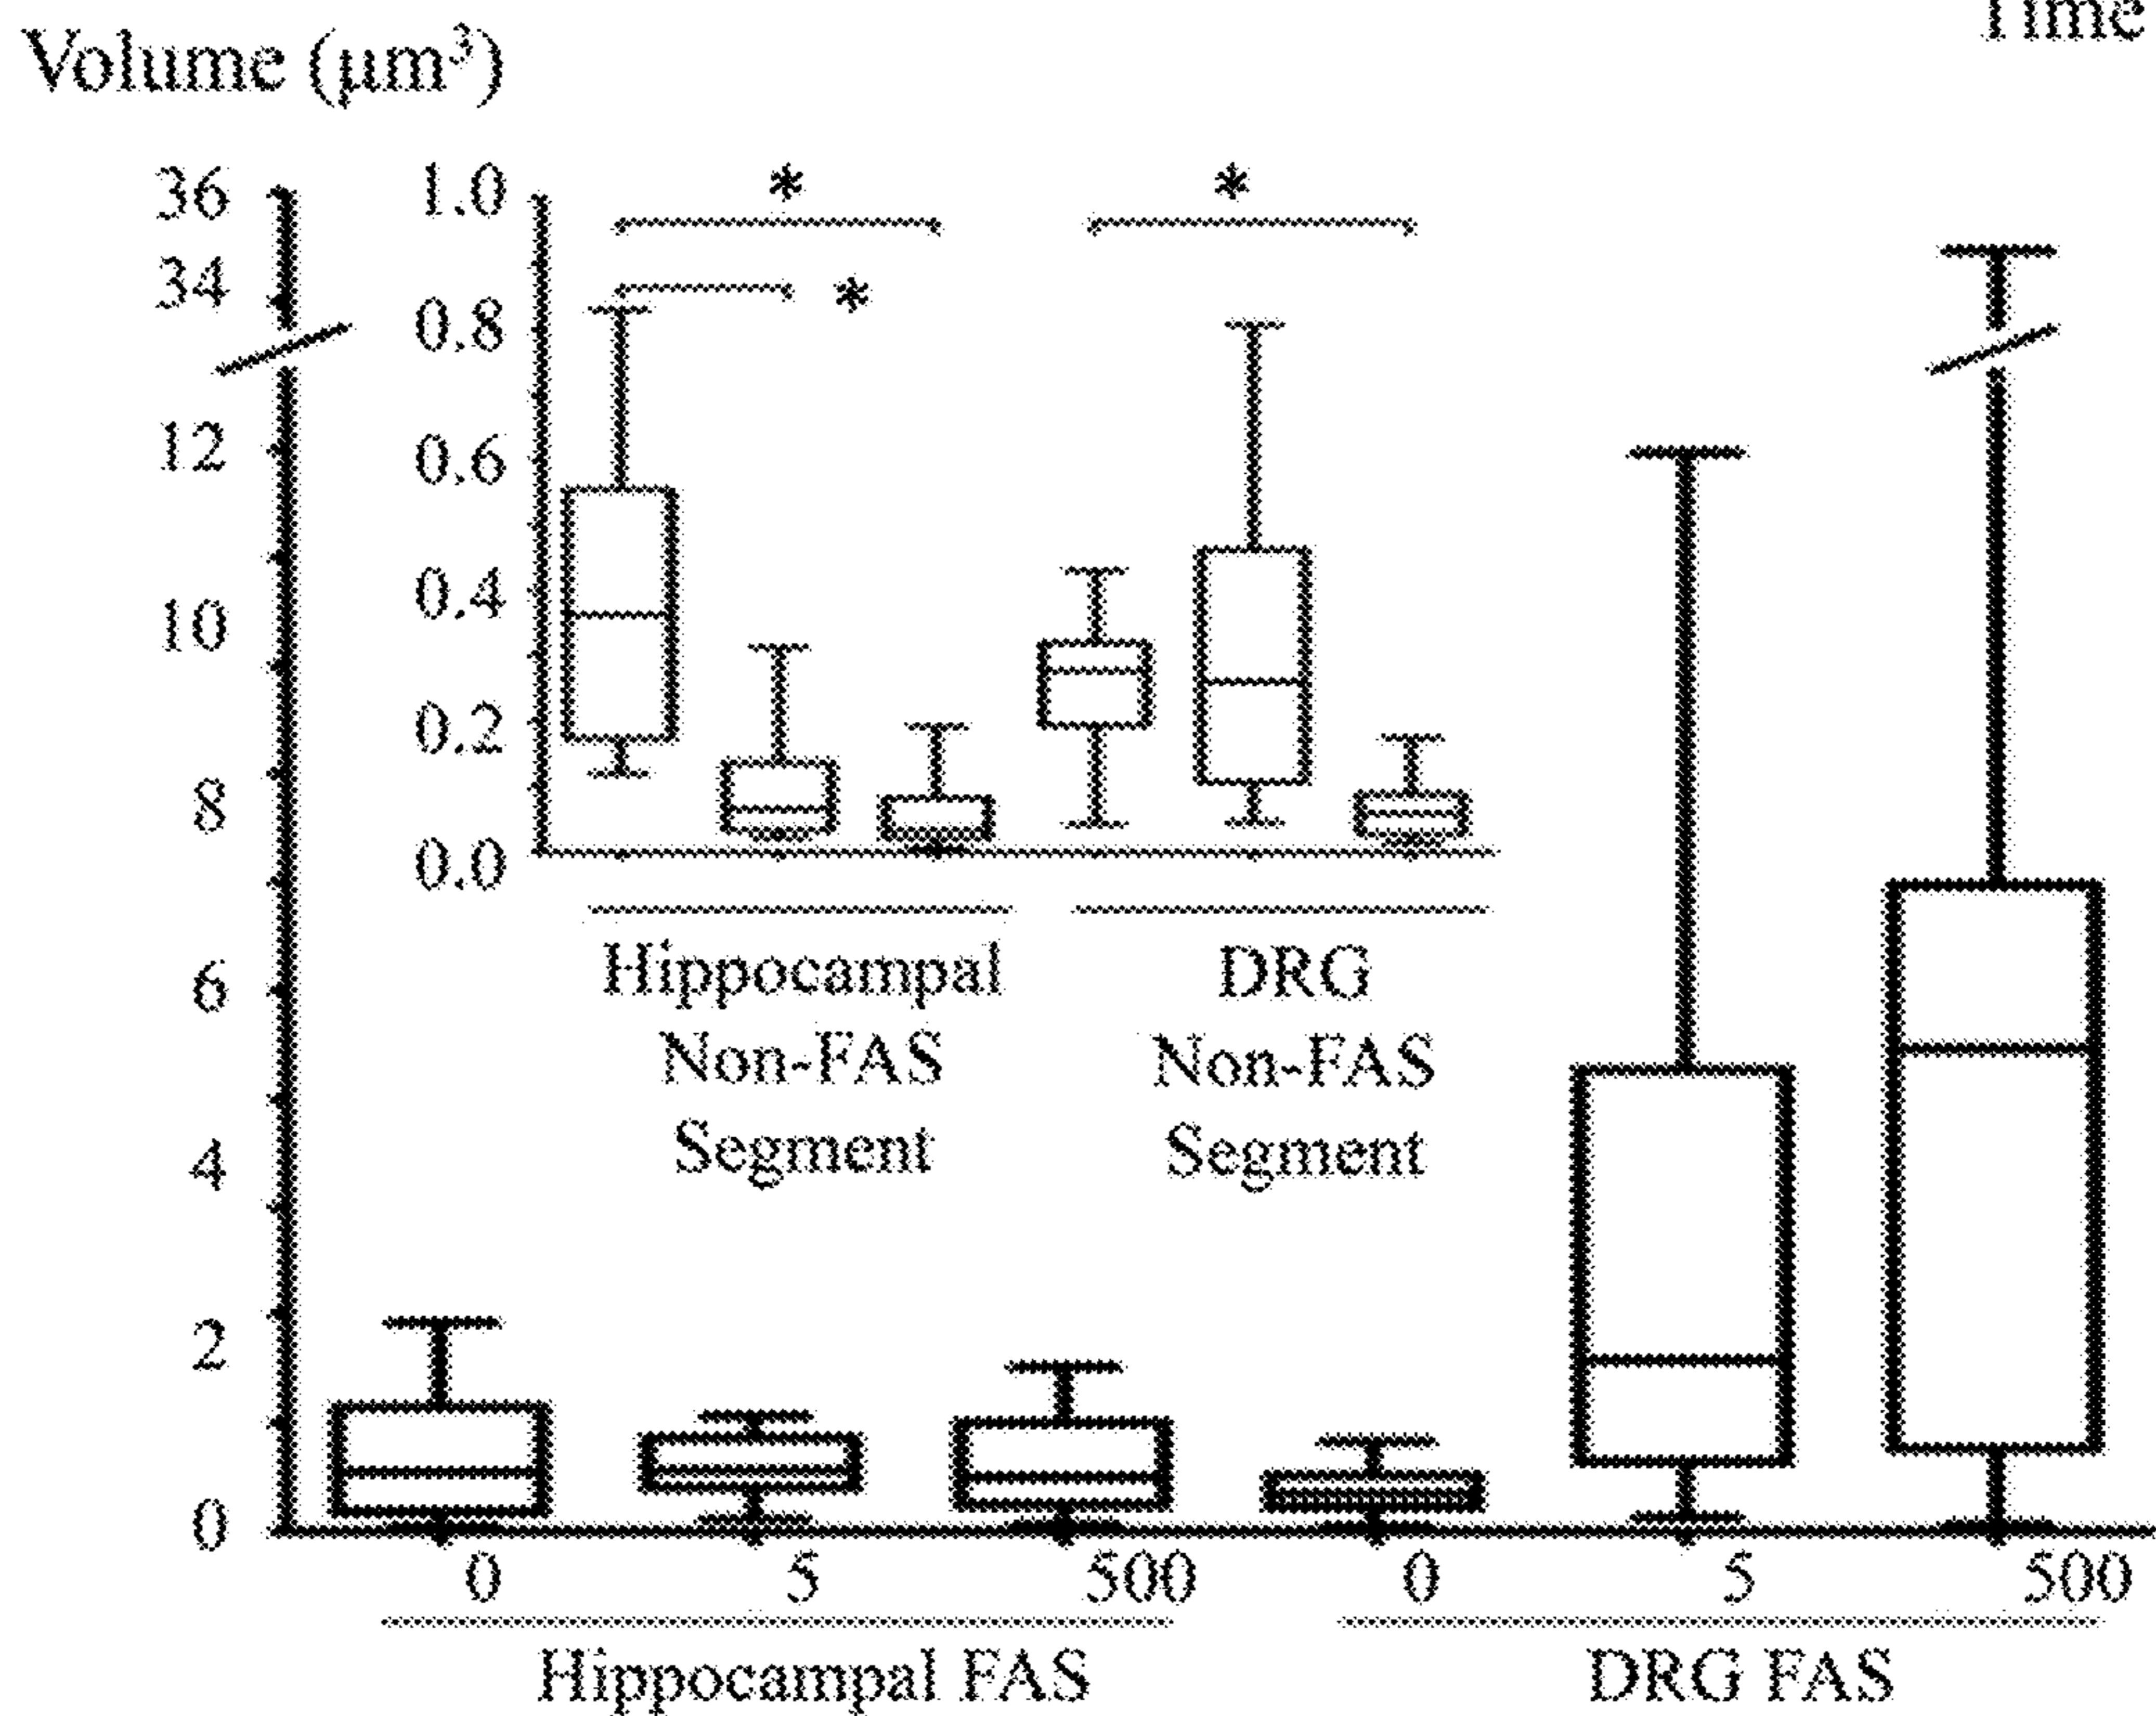 Time
Volume (μm³)
36
34
12
10
8
6
4
2
0
1.0
0.8
0.6
0.4
0.2
0.0
*
*
*
Hippocampal
Non-FAS
Segment
DRG
Non-FAS
Segment
0 5 500 0 5 500
Hippocampal FAS DRG FAS